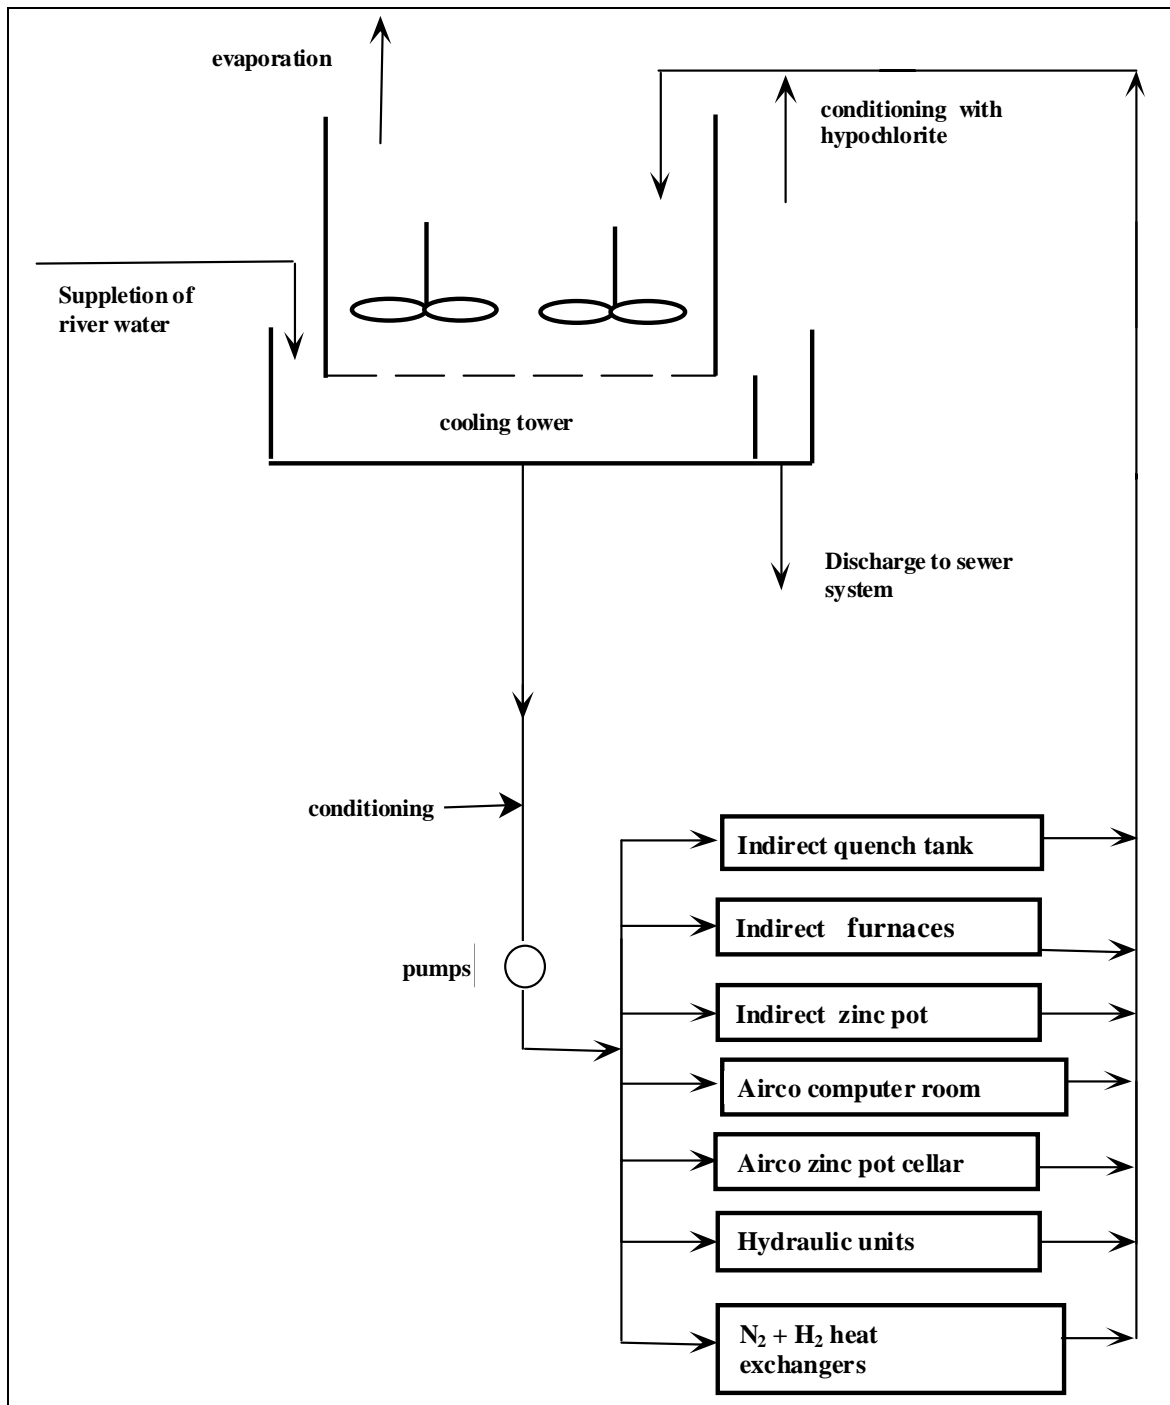 evaporation
conditioning with
hypochlorite
Suppletion of
river water
cooling tower
Discharge to sewer
system
conditioning
pumps
Indirect quench tank
Indirect furnaces
Indirect zinc pot
Airco computer room
Airco zinc pot cellar
Hydraulic units
N₂ + H₂ heat
exchangers